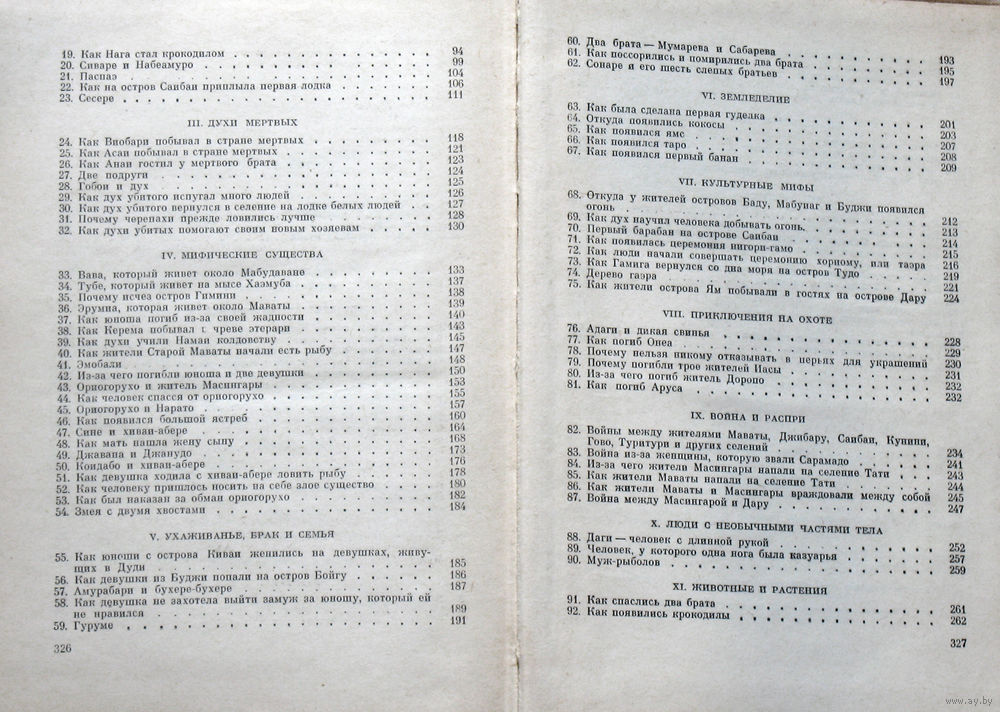 19. Как Нага стал крокодилом . . . . . . . . . . . 94
20. Сиваре и Набеамуро . . . . . . . . . . . 99
21. Паспаэ . . . . . . . . . . . 104
22. Как на остров Саибаи приплыла первая лодка . . . . . . 106
23. Сесере . . . . . . . . . . . 111
III. ДУХИ МЕРТВЫХ
24. Как Виобари побывал в стране мертвых . . . . . . . 118
25. Как Асаи побывал в стране мертвых . . . . . . . 121
26. Как Анаи гостил у мертвого брата . . . . . . . 123
27. Две подруги . . . . . . . . . . . 124
28. Гобои и дух . . . . . . . . . . . 125
29. Как дух убитого испугал много людей . . . . . . . 126
30. Как дух убитого вернулся в селение на лодке белых людей . . 127
31. Почему черепахи прежде ловились лучше . . . . . . . 128
32. Как духи убитых помогают своим новым хозяевам . . . . 130
IV. МИФИЧЕСКИЕ СУЩЕСТВА
33. Вава, который живет около Мабудаване . . . . . . . 133
34. Тубе, который живет на мысе Хаэмуба . . . . . . . 137
35. Почему исчез остров Гимини . . . . . . . 138
36. Эрумиа, которая живет около Маваты . . . . . . . 139
37. Как юноша погиб из-за своей жадности . . . . . . . 140
38. Как Керема побывал в чреве этерари . . . . . . . 143
39. Как духи учили Намаи колдовству . . . . . . . 145
40. Как жители Старой Маваты начали есть рыбу . . . . . . 147
41. Эмобали . . . . . . . . . . . 148
42. Из-за чего погибли юноша и две девушки . . . . . . 150
43. Ориогорухо и житель Масингары . . . . . . . 153
44. Как человек спасся от ориогорухо . . . . . . . 155
45. Ориогорухо и Нарато . . . . . . . . . . . 157
46. Как появился большой ястреб . . . . . . . 160
47. Сине и хиваи-абере . . . . . . . . . . . 164
48. Как мать нашла жену сыну . . . . . . . 168
49. Джавапа и Джанудо . . . . . . . . . . . 173
50. Коидабо и хиваи-абере . . . . . . . . . . . 176
51. Как девушка ходила с хиваи-абере ловить рыбу . . . . . 178
52. Как человеку пришлось носить на себе злое существо . . . 180
53. Как был наказан за обман ориогорухо . . . . . . . 182
54. Змея с двумя хвостами . . . . . . . . . . . 184
V. УХАЖИВАНЬЕ, БРАК И СЕМЬЯ
55. Как юноши с острова Киваи женились на девушках, живу-
щих в Дули . . . . . . . . . . . 185
56. Как девушки из Буджи попали на остров Бойгу . . . . . 186
57. Амурабари и бухере-бухере . . . . . . . . . . . 187
58. Как девушка не захотела выйти замуж за юношу, который ей
не нравился . . . . . . . . . . . 189
59. Гуруме . . . . . . . . . . . 191
326
60. Два брата — Мумарева и Сабарева . . . . . . . 193
61. Как поссорились и помирились два брата . . . . . . . 195
62. Сонаре и его шесть слепых братьев . . . . . . . 197
VI. ЗЕМЛЕДЕЛИЕ
63. Как была сделана первая гуделка . . . . . . . 201
64. Откуда появились кокосы . . . . . . . 203
65. Как появился ямс . . . . . . . 207
66. Как появился таро . . . . . . . 208
67. Как появился первый банан . . . . . . . 209
VII. КУЛЬТУРНЫЕ МИФЫ
68. Откуда у жителей островов Баду, Мабуиаг и Буджи появился
огонь . . . . . . . . . . . 212
69. Как дух научил человека добывать огонь. . . . . . . 213
70. Первый барабан на острове Саибаи . . . . . . . 214
71. Как появилась церемония нигори-гамо . . . . . . . 215
72. Как люди начали совершать церемонию хориому, или таэра 216
73. Как Гамига вернулся со дна моря на остров Тудо . . . . 219
74. Дерево гаэра . . . . . . . . . . . 221
75. Как жители острова Ям побывали в гостях на острове Дару 224
VIII. ПРИКЛЮЧЕНИЯ НА ОХОТЕ
76. Адаги и дикая свинья . . . . . . . 228
77. Как погиб Онеа . . . . . . . 229
78. Почему нельзя никому отказывать в перьях для украшений 230
79. Почему погибли трое жителей Иасы . . . . . . . 231
80. Из-за чего погиб житель Доропо . . . . . . . 232
81. Как погиб Аруса . . . . . . . 232
IX. ВОЙНА И РАСПРИ
82. Войны между жителями Маваты, Джибару, Саибаи, Кунини,
Гово, Туритури и других селений . . . . . . . 234
83. Война из-за женщины, которую звали Сарамадо . . . . 241
84. Из-за чего жители Масингары напали на селение Тати . . 243
85. Как жители Маваты напали на селение Тати . . . . . 244
86. Как жители Маваты и Масингары враждовали между собой 245
87. Война между Масингарой и Дару . . . . . . . 247
X. ЛЮДИ С НЕОБЫЧНЫМИ ЧАСТЯМИ ТЕЛА
88. Даги — человек с длинной рукой . . . . . . . 252
89. Человек, у которого одна нога была казуарья . . . . . 257
90. Муж-рыболов . . . . . . . . . . . 259
XI. ЖИВОТНЫЕ И РАСТЕНИЯ
91. Как спаслись два брата . . . . . . . 261
92. Как появились крокодилы . . . . . . . 262
327
www.ay.by